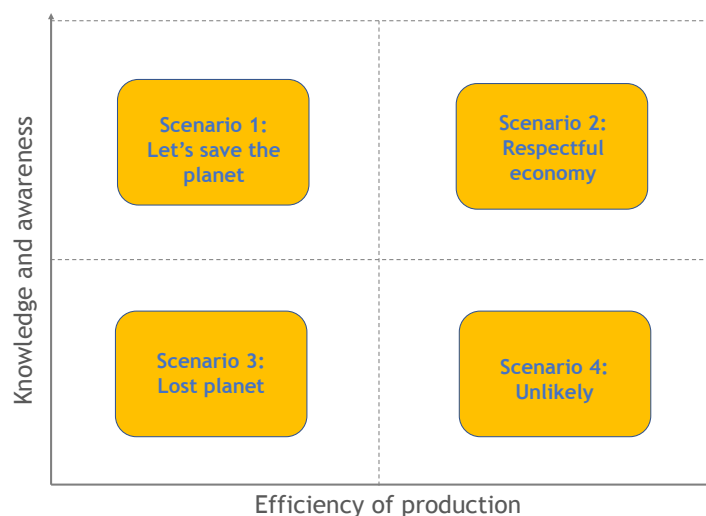 Knowledge and awareness
Scenario 1:
Let’s save the
planet
Scenario 2:
Respectful
economy
Scenario 3:
Lost planet
Scenario 4:
Unlikely
Efficiency of production